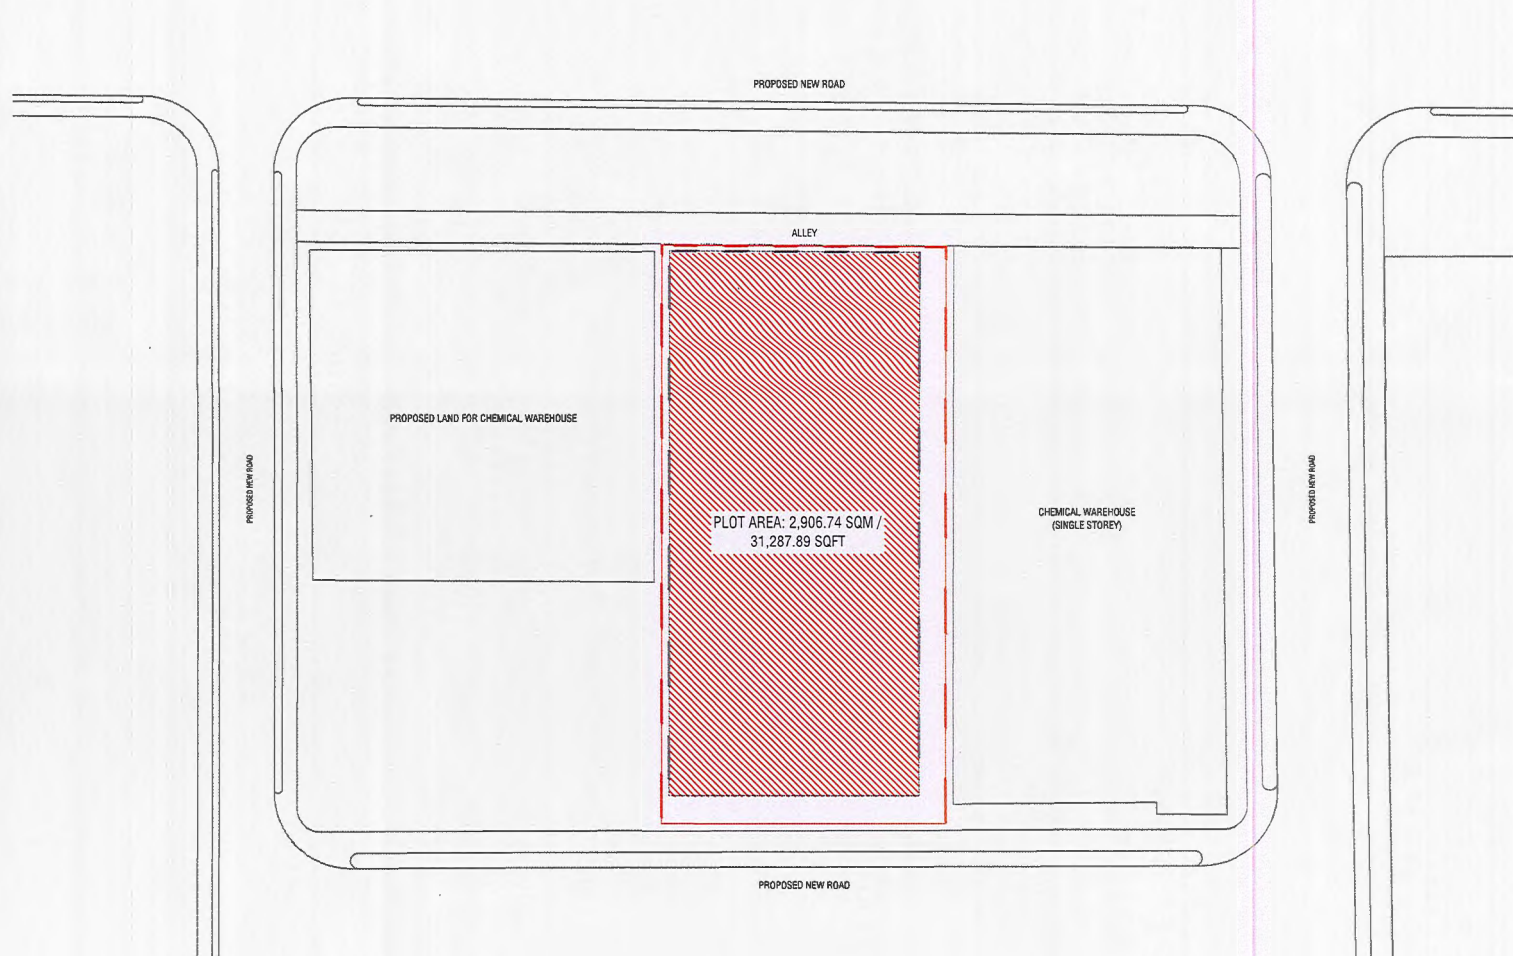 PROPOSED NEW ROAD
ALLEY
PROPOSED LAND FOR CHEMICAL WAREHOUSE
PROPOSED NEW ROAD
PLOT AREA: 2,906.74 SQM /
31,287.89 SQFT
CHEMICAL WAREHOUSE
(SINGLE STOREY)
PROPOSED NEW ROAD
PROPOSED NEW ROAD